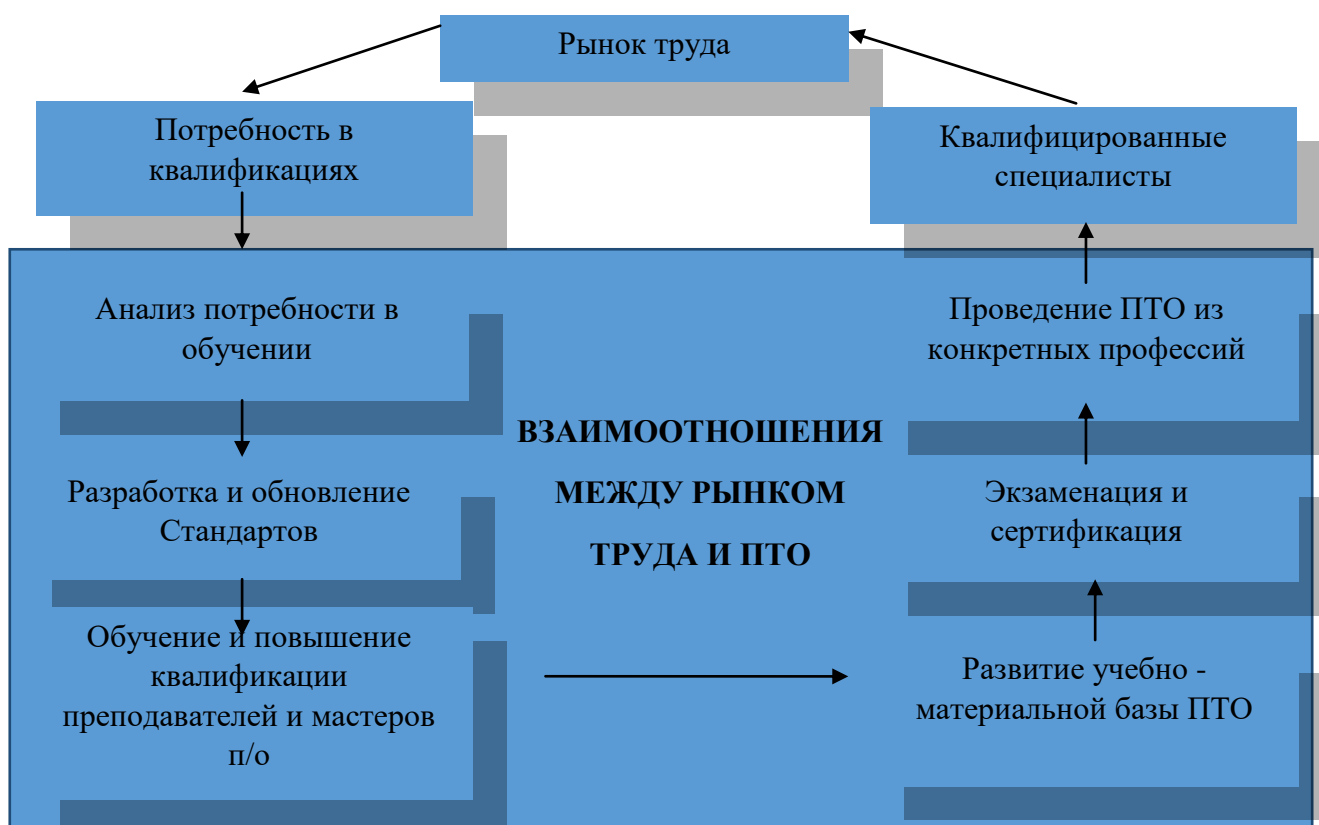 Рынок труда
Потребность в
квалификациях
Квалифицированные
специалисты
Анализ потребности в
обучении
Проведение ПТО из
конкретных профессий
ВЗАИМООТНОШЕНИЯ
МЕЖДУ РЫНКОМ
ТРУДА И ПТО
Разработка и обновление
Стандартов
Экзаменация и
сертификация
Обучение и повышение
квалификации
преподавателей и мастеров
п/о
Развитие учебно -
материальной базы ПТО